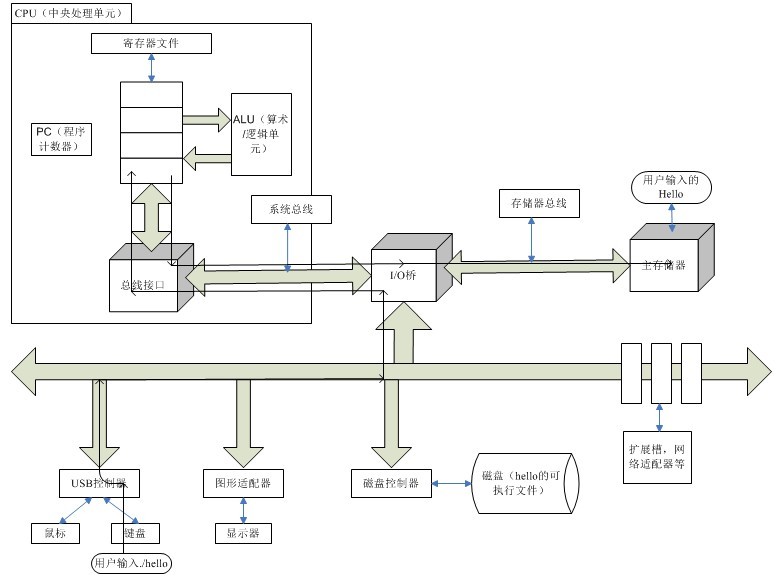 CPU（中央处理单元）
寄存器文件
PC（程序
计数器）
ALU（算术
/逻辑单
元）
系统总线
存储器总线
用户输入的
Hello
总线接口
I/O桥
主存储器
扩展槽，网
络适配器等
USB控制器
图形适配器
磁盘控制器
磁盘（hello的可
执行文件）
鼠标
键盘
显示器
用户输入./hello